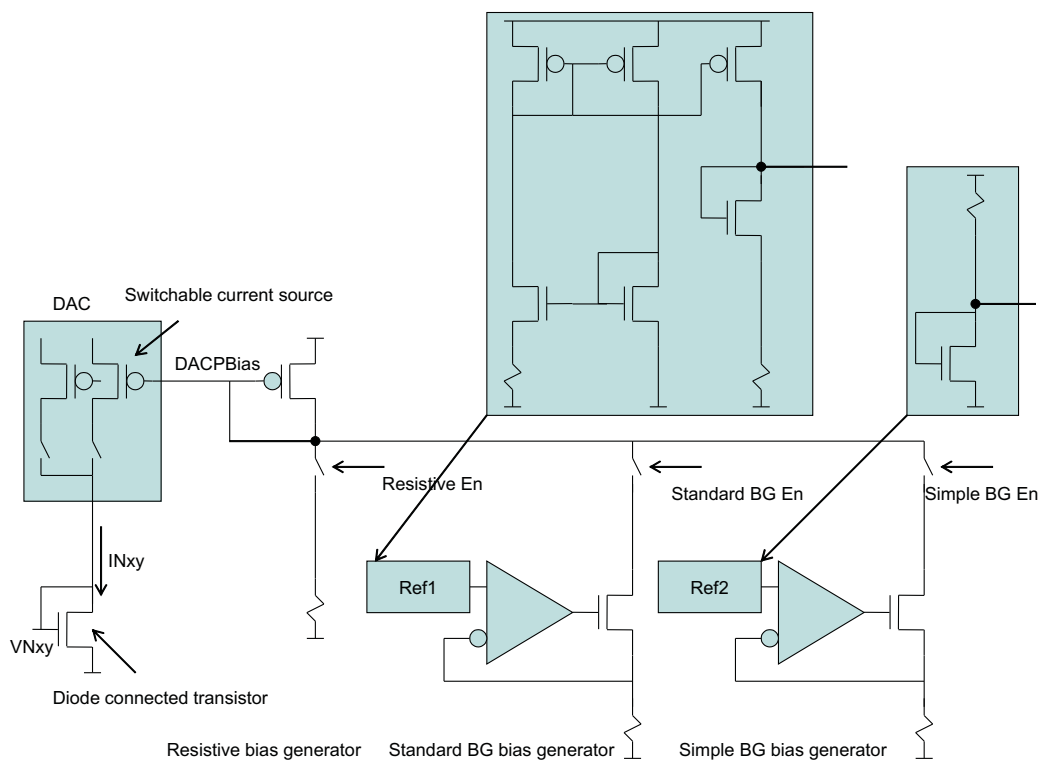 DAC
Switchable current source
DACPBias
Resistive En
Standard BG En
Simple BG En
INxy
Ref1
Ref2
VNxy
Diode connected transistor
Resistive bias generator
Standard BG bias generator
Simple BG bias generator